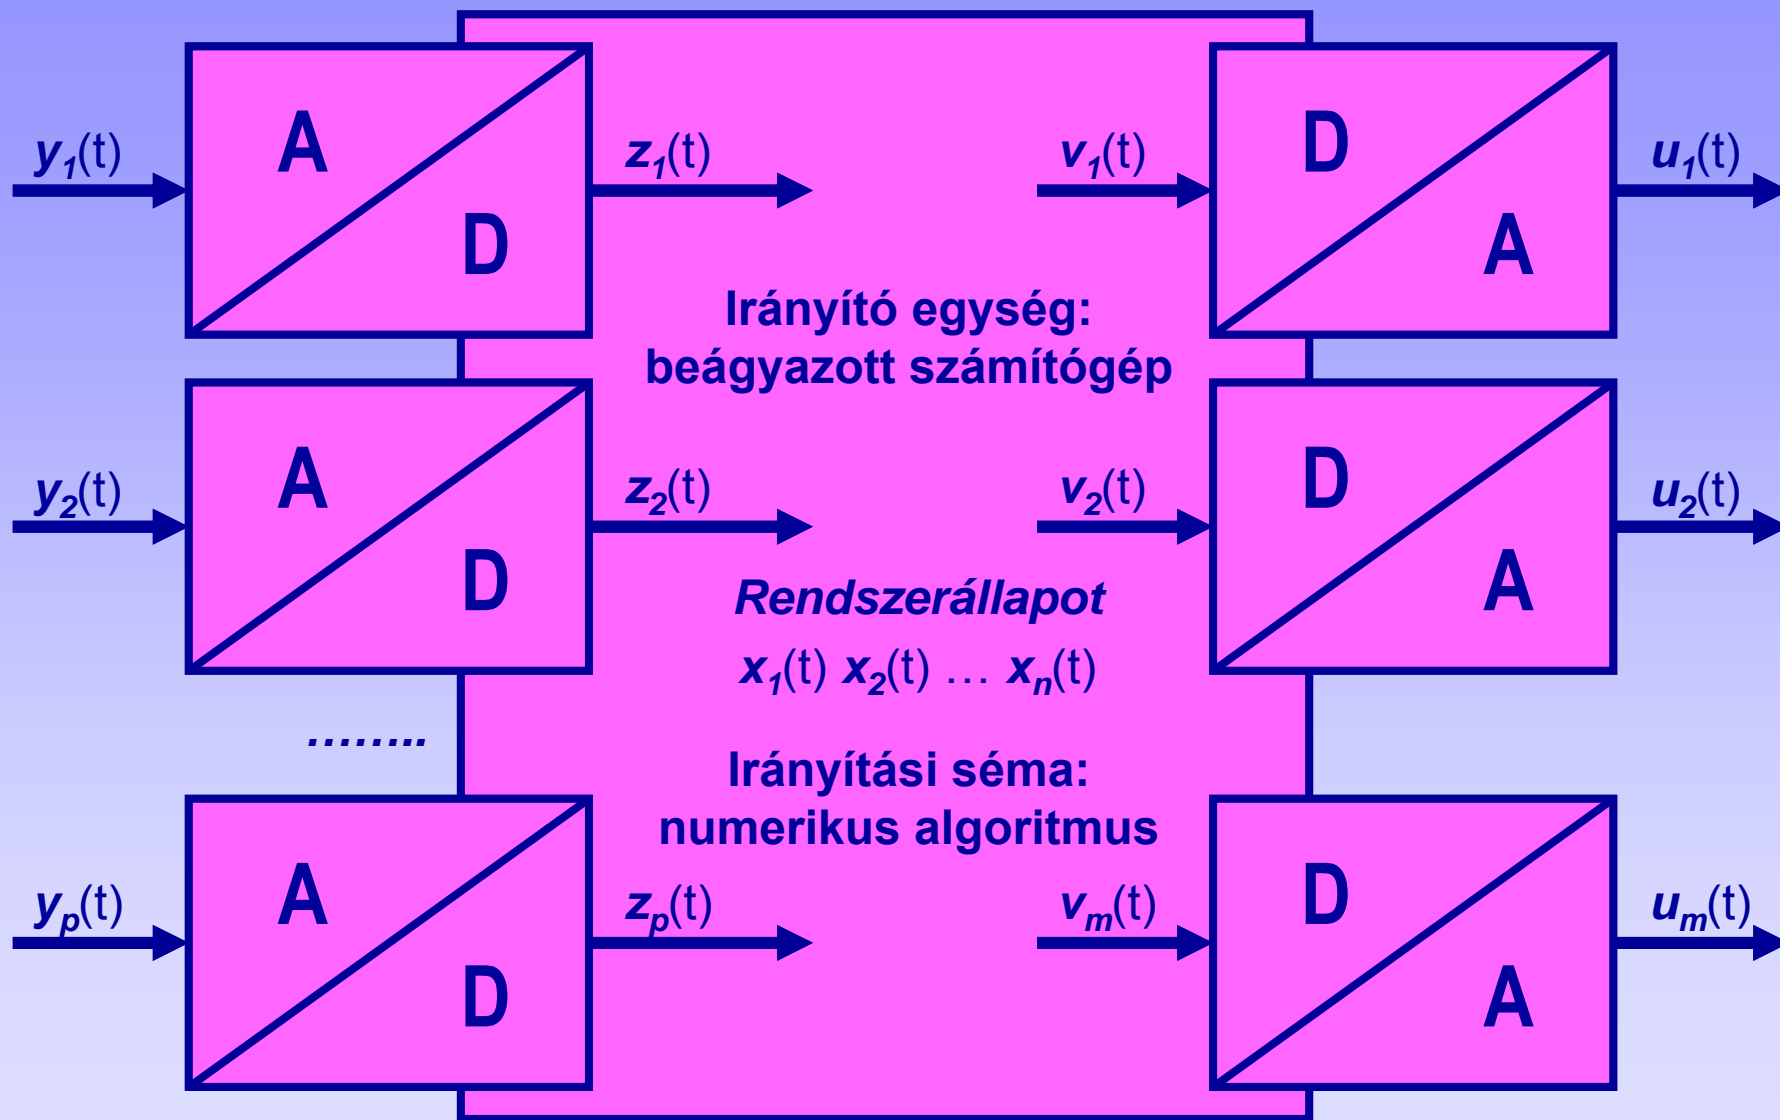 A D
y1(t) z1(t) v1(t) D A u1(t)
Irányító egység:
beágyazott számítógép
A D
y2(t) z2(t) v2(t) D A u2(t)
Rendszerállapot
x1(t) x2(t) … xn(t)
……..
Irányítási séma:
numerikus algoritmus
A D
yp(t) zp(t) vm(t) D A um(t)